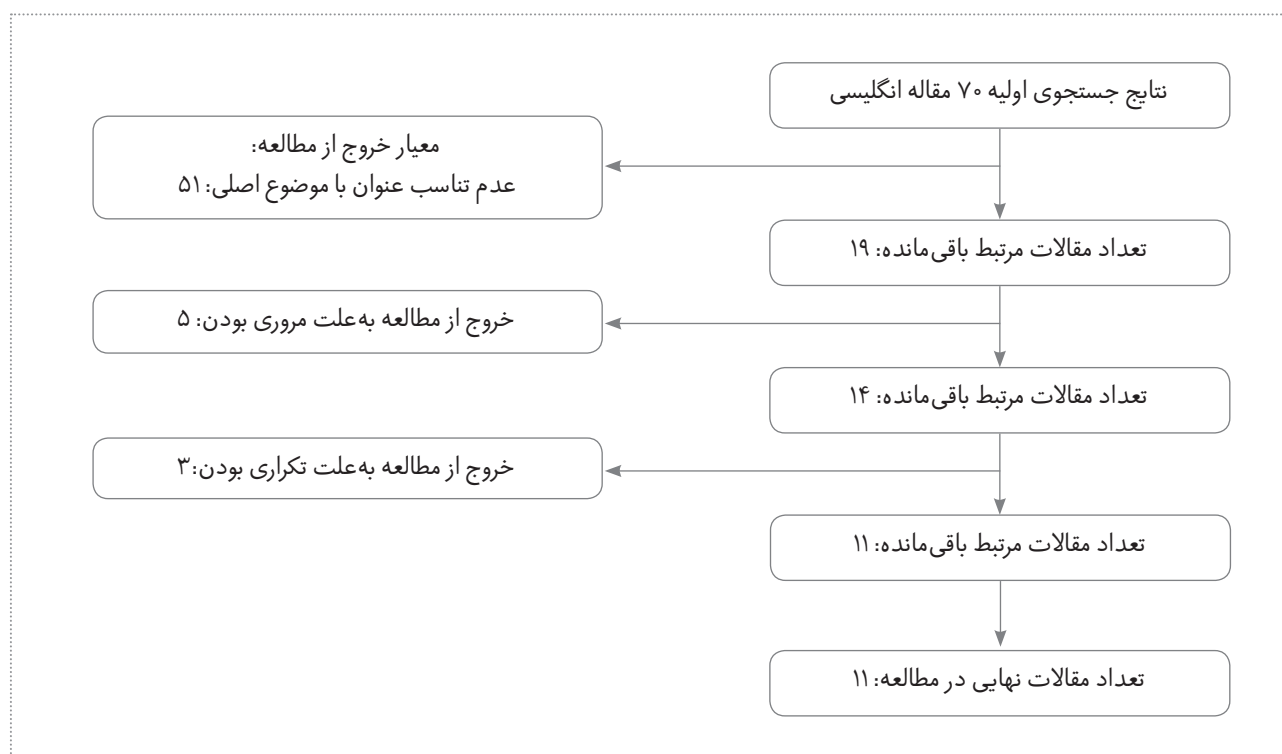 نتایج جستجوی اولیه ۷۰ مقاله انگلیسی
معیار خروج از مطالعه:
عدم تناسب عنوان با موضوع اصلی: ۵۱
تعداد مقالات مرتبط باقی‌مانده: ۱۹
خروج از مطالعه به‌علت مروری بودن: ۵
تعداد مقالات مرتبط باقی‌مانده: ۱۴
خروج از مطالعه به‌علت تکراری بودن: ۳
تعداد مقالات مرتبط باقی‌مانده: ۱۱
تعداد مقالات نهایی در مطالعه: ۱۱